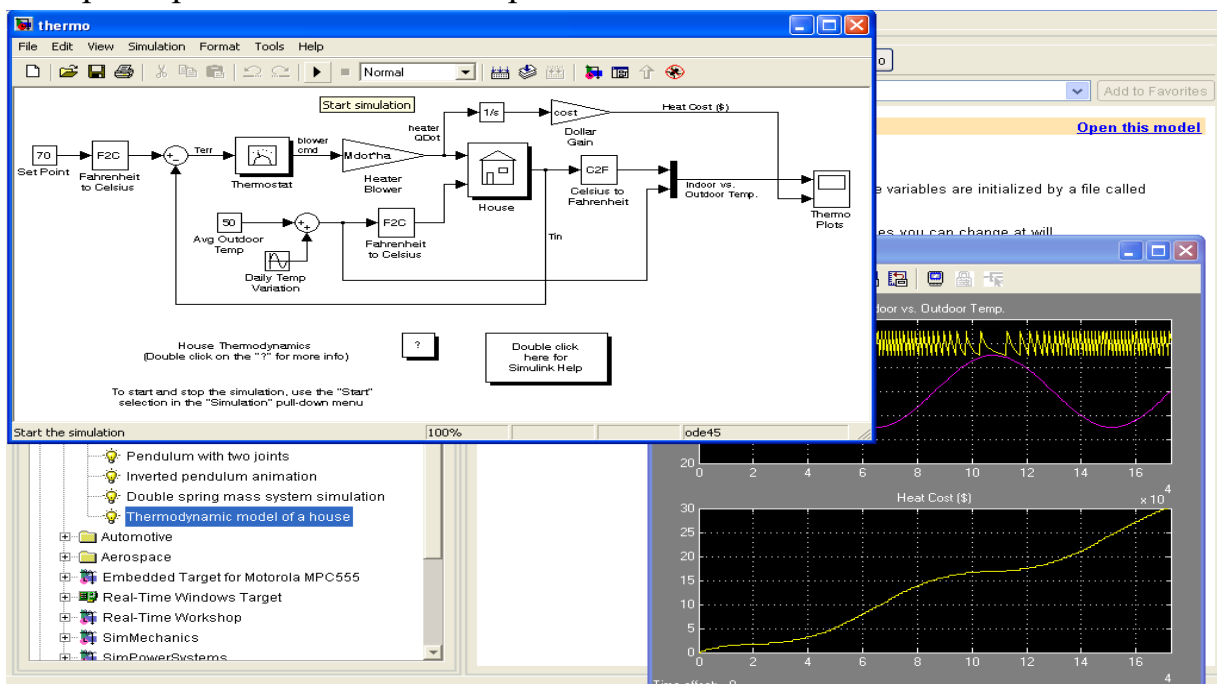 thermo
File Edit View Simulation Format Tools Help
Normal
Start simulation
70
Set Point
F2C
Fahrenheit
to Celsius
+
-
Terr
Thermostat
blower
cmd
Mdot*ha
Heater
Blower
heater
QDot
1/s
cost
Dollar
Gain
Heat Cost ($)
House
C2F
Celsius to
Fahrenheit
Indoor vs.
Outdoor Temp.
Thermo
Plots
50
Avg Outdoor
Temp
+
+
Daily Temp
Variation
F2C
Fahrenheit
to Celsius
Tin
House Thermodynamics
(Double click on the "?" for more info)
?
Double click
here for
Simulink Help
To start and stop the simulation, use the "Start"
selection in the "Simulation" pull-down menu
Start the simulation 100% ode45
o
Add to Favorites
Open this model
e variables are initialized by a file called
es you can change at will
Pendulum with two joints
Inverted pendulum animation
Double spring mass system simulation
Thermodynamic model of a house
Automotive
Aerospace
Embedded Target for Motorola MPC555
Real-Time Windows Target
Real-Time Workshop
SimMechanics
SimPowerSystems
door vs. Outdoor Temp.
20
0 2 4 6 8 10 12 14 16
x 10
4
Heat Cost ($)
30
25
20
15
10
5
0
0 2 4 6 8 10 12 14 16
4